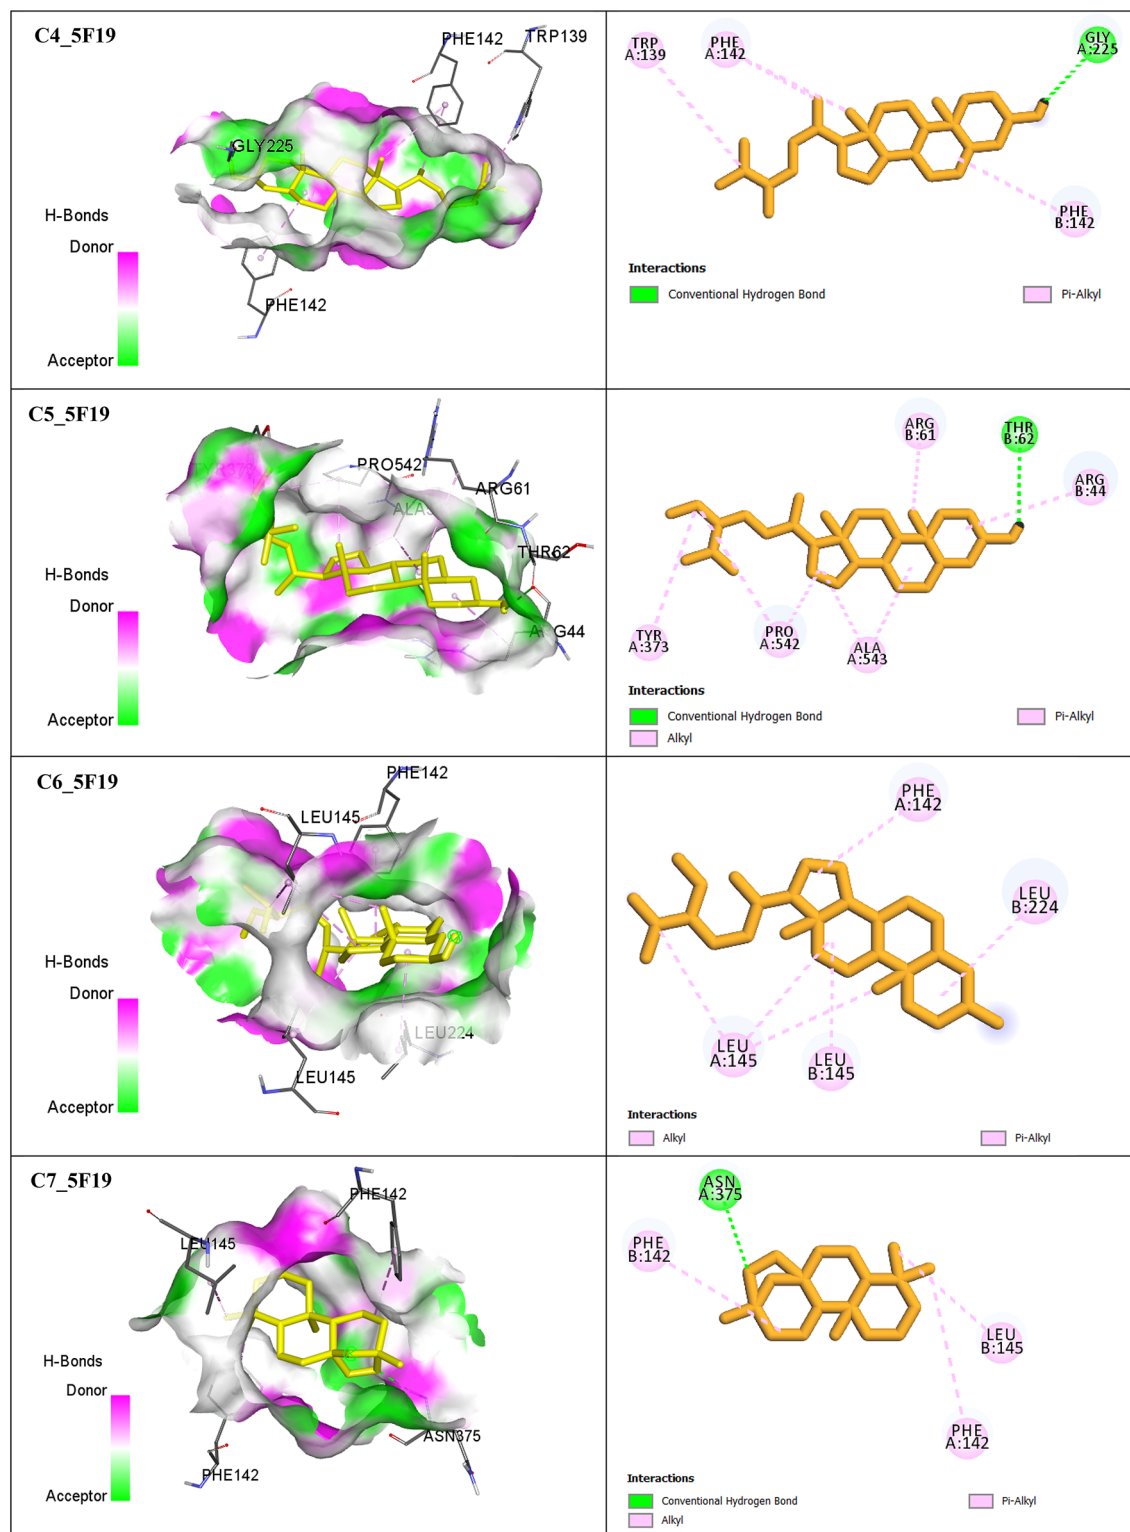 C4_5F19
PHE142
TRP139
GLY225
H-Bonds
Donor
PHE142
Acceptor
TRP
A:139
PHE
A:142
GLY
A:225
PHE
B:142
Interactions
Conventional Hydrogen Bond
Pi-Alkyl
C5_5F19
TYR373
PRO542
ARG61
THR62
ARG44
H-Bonds
Donor
Acceptor
ARG
B:61
THR
B:62
ARG
B:44
TYR
A:373
PRO
A:542
ALA
A:543
Interactions
Conventional Hydrogen Bond
Pi-Alkyl
Alkyl
C6_5F19
PHE142
LEU145
H-Bonds
Donor
LEU224
LEU145
Acceptor
PHE
A:142
LEU
B:224
LEU
A:145
LEU
B:145
Interactions
Alkyl
Pi-Alkyl
C7_5F19
PHE142
LEU145
H-Bonds
Donor
ASN375
PHE142
Acceptor
ASN
A:375
PHE
B:142
LEU
B:145
PHE
A:142
Interactions
Conventional Hydrogen Bond
Pi-Alkyl
Alkyl